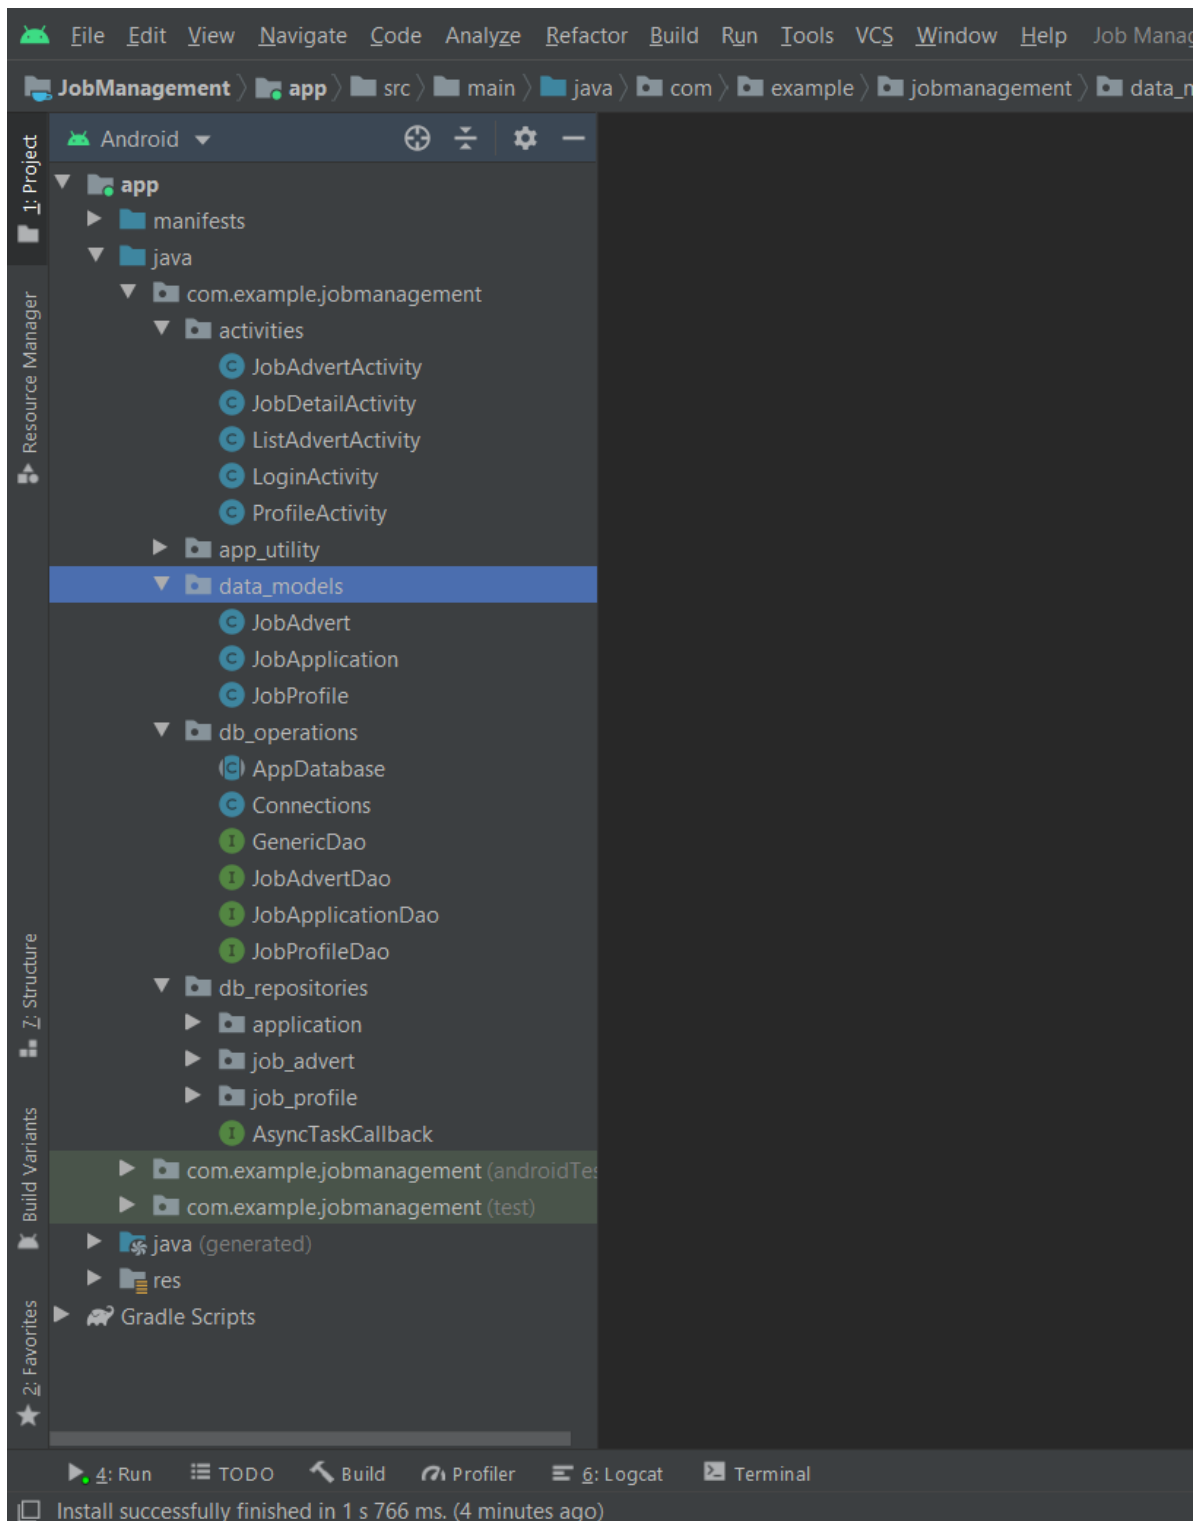 File Edit View Navigate Code Analyze Refactor Build Run Tools VCS Window Help Job Manag
JobManagement app src main java com example jobmanagement data_n
Android
1: Project
Resource Manager
7: Structure
Build Variants
2: Favorites
app
manifests
java
com.example.jobmanagement
activities
JobAdvertActivity
JobDetailActivity
ListAdvertActivity
LoginActivity
ProfileActivity
app_utility
data_models
JobAdvert
JobApplication
JobProfile
db_operations
AppDatabase
Connections
GenericDao
JobAdvertDao
JobApplicationDao
JobProfileDao
db_repositories
application
job_advert
job_profile
AsyncTaskCallback
com.example.jobmanagement (androidTes
com.example.jobmanagement (test)
java (generated)
res
Gradle Scripts
4: Run TODO Build Profiler 6: Logcat Terminal
Install successfully finished in 1 s 766 ms. (4 minutes ago)